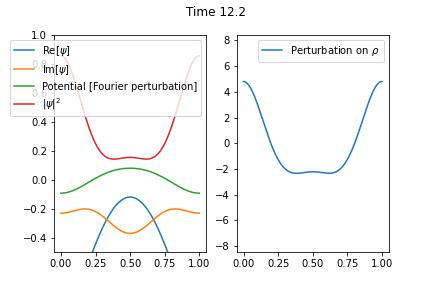 Time 12.2
Re[ψ]
Im[ψ]
Potential [Fourier perturbation]
|ψ|²
1.0
0.8
0.6
0.4
0.2
0.0
−0.2
−0.4
0.00 0.25 0.50 0.75 1.00
Perturbation on ρ
8
6
4
2
0
−2
−4
−6
−8
0.00 0.25 0.50 0.75 1.00